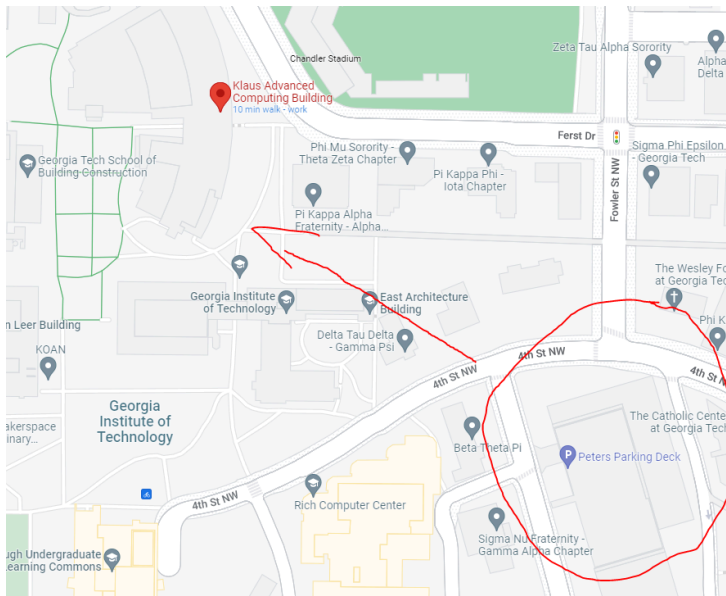 Chandler Stadium
Zeta Tau Alpha Sorority
Alpha
Delta
Klaus Advanced
Computing Building
10 min walk - work
Ferst Dr
Phi Mu Sorority -
Theta Zeta Chapter
Pi Kappa Phi -
Iota Chapter
Sigma Phi Epsilon
- Georgia Tech
Georgia Tech School of
Building Construction
Fowler St NW
Pi Kappa Alpha
Fraternity - Alpha...
The Wesley Fo
at Georgia Tech
Georgia Institute
of Technology
East Architecture
Building
n Leer Building
Delta Tau Delta
- Gamma Psi
Phi K
KOAN
4th St NW
4th St NW
4th St N
Georgia
Institute of
Technology
akerspace
inary...
The Catholic Cente
at Georgia Tec
Beta Theta Pi
P
Peters Parking Deck
4th St NW
Rich Computer Center
Sigma Nu Fraternity -
Gamma Alpha Chapter
ugh Undergraduate
earning Commons